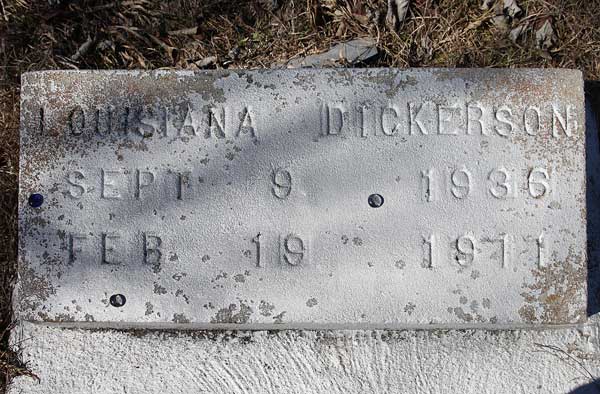 LOUISIANA DICKERSON
SEPT 9 1936
FEB 19 1971